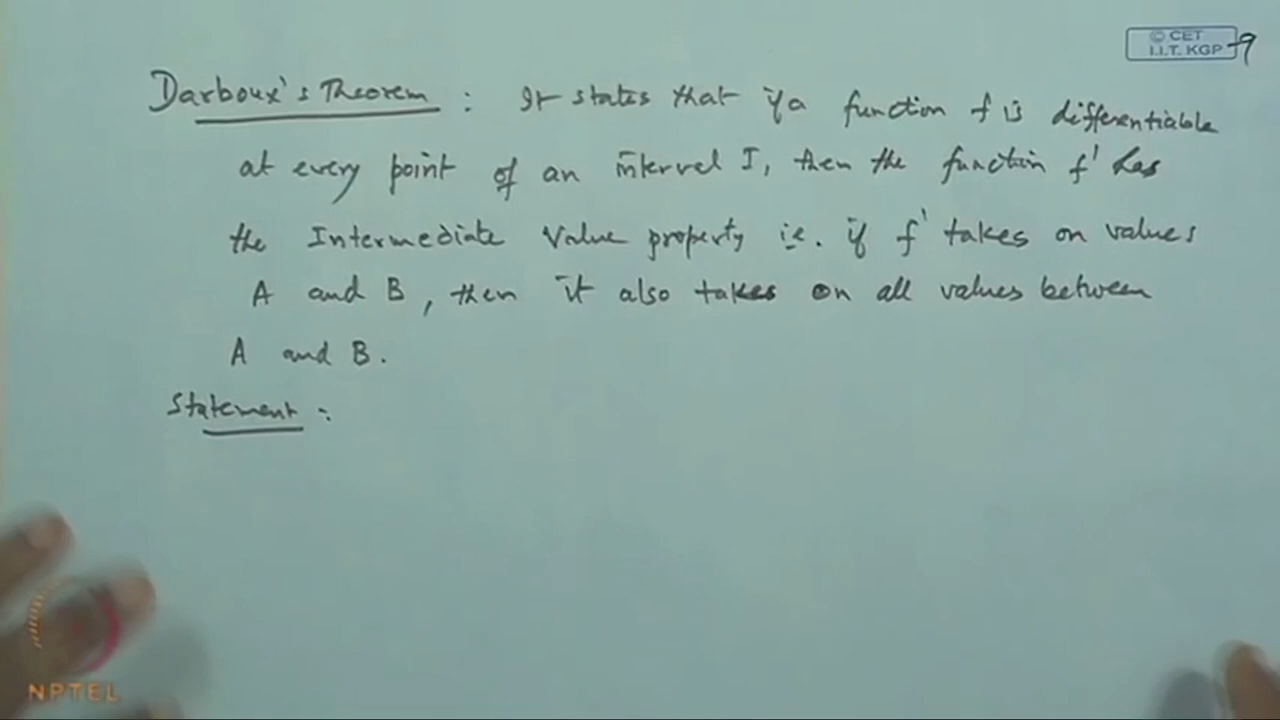 © CET
I.I.T. KGP
9
Darboux's Theorem : It states that if a function f is differentiable
at every point of an interval I, then the function f' has
the Intermediate Value property i.e. if f' takes on values
A and B, then it also takes on all values between
A and B.
Statement :
NPTEL